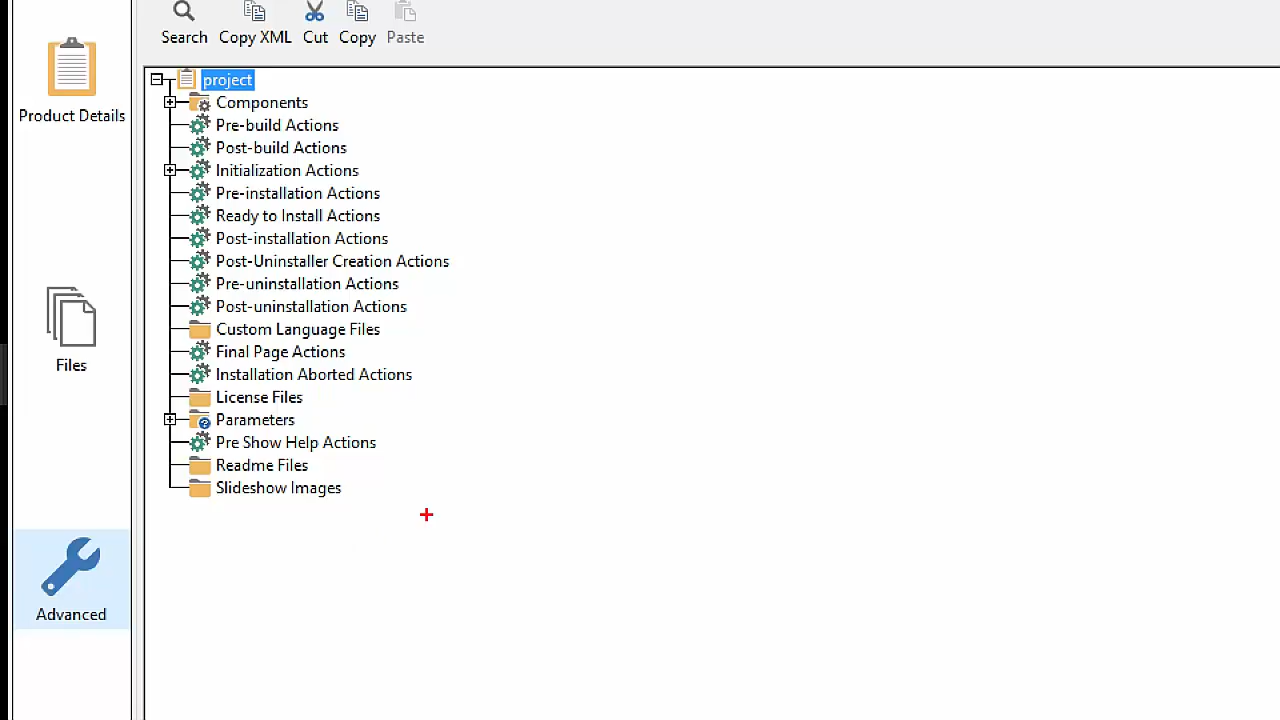 Search Copy XML Cut Copy Paste
Product Details
Files
Advanced
project
Components
Pre-build Actions
Post-build Actions
Initialization Actions
Pre-installation Actions
Ready to Install Actions
Post-installation Actions
Post-Uninstaller Creation Actions
Pre-uninstallation Actions
Post-uninstallation Actions
Custom Language Files
Final Page Actions
Installation Aborted Actions
License Files
Parameters
Pre Show Help Actions
Readme Files
Slideshow Images